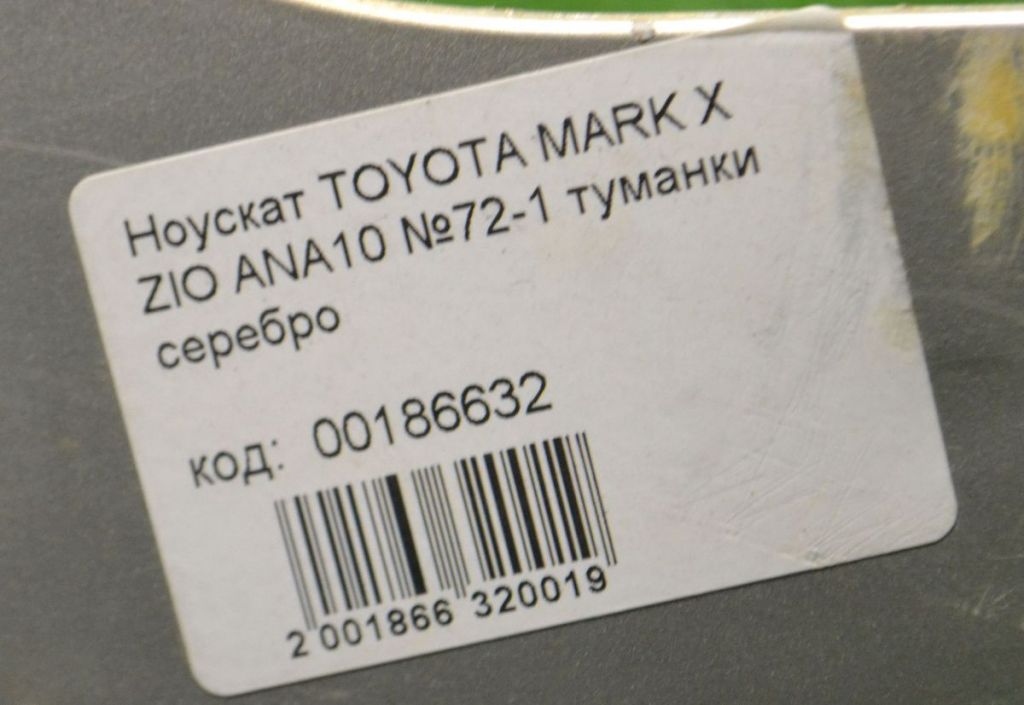 Ноускат TOYOTA MARK X
ZIO ANA10 №72-1 туманки
серебро
код: 00186632
2 001866 320019